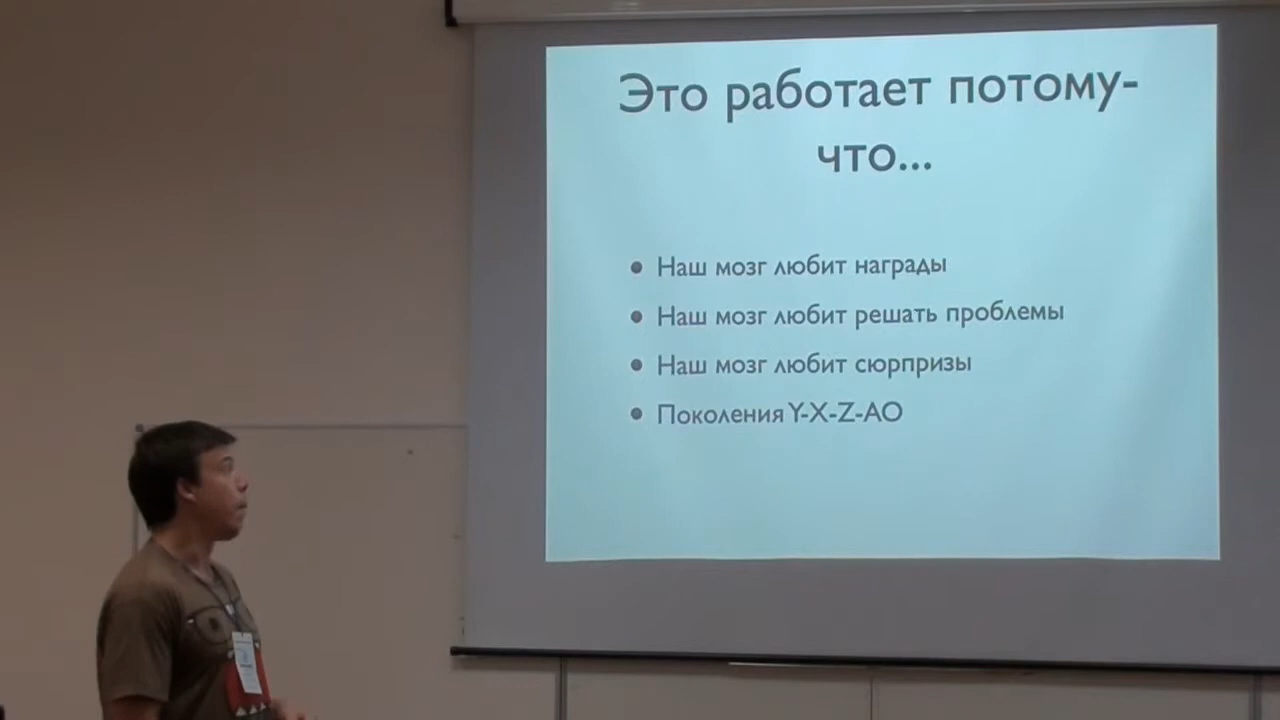 Это работает потому-
что...
Наш мозг любит награды
Наш мозг любит решать проблемы
Наш мозг любит сюрпризы
Поколения Y-X-Z-AO